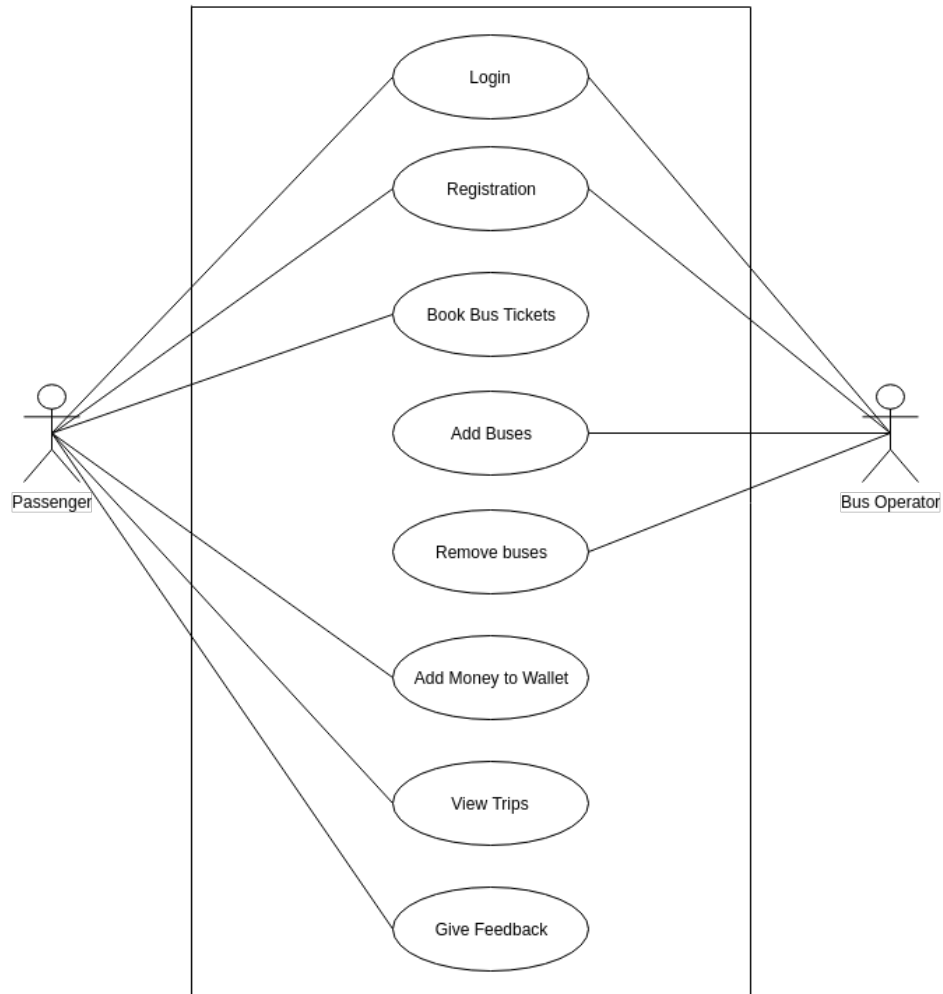 Login
Registration
Book Bus Tickets
Add Buses
Passenger
Bus Operator
Remove buses
Add Money to Wallet
View Trips
Give Feedback